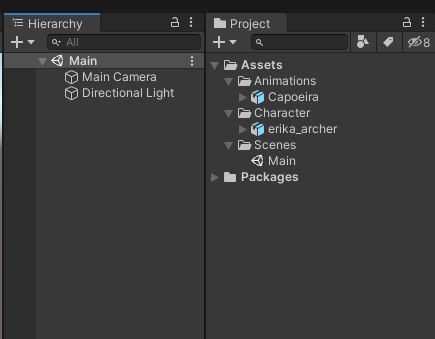 Hierarchy
All
Main
Main Camera
Directional Light
Project
8
Assets
Animations
Capoeira
Character
erika_archer
Scenes
Main
Packages